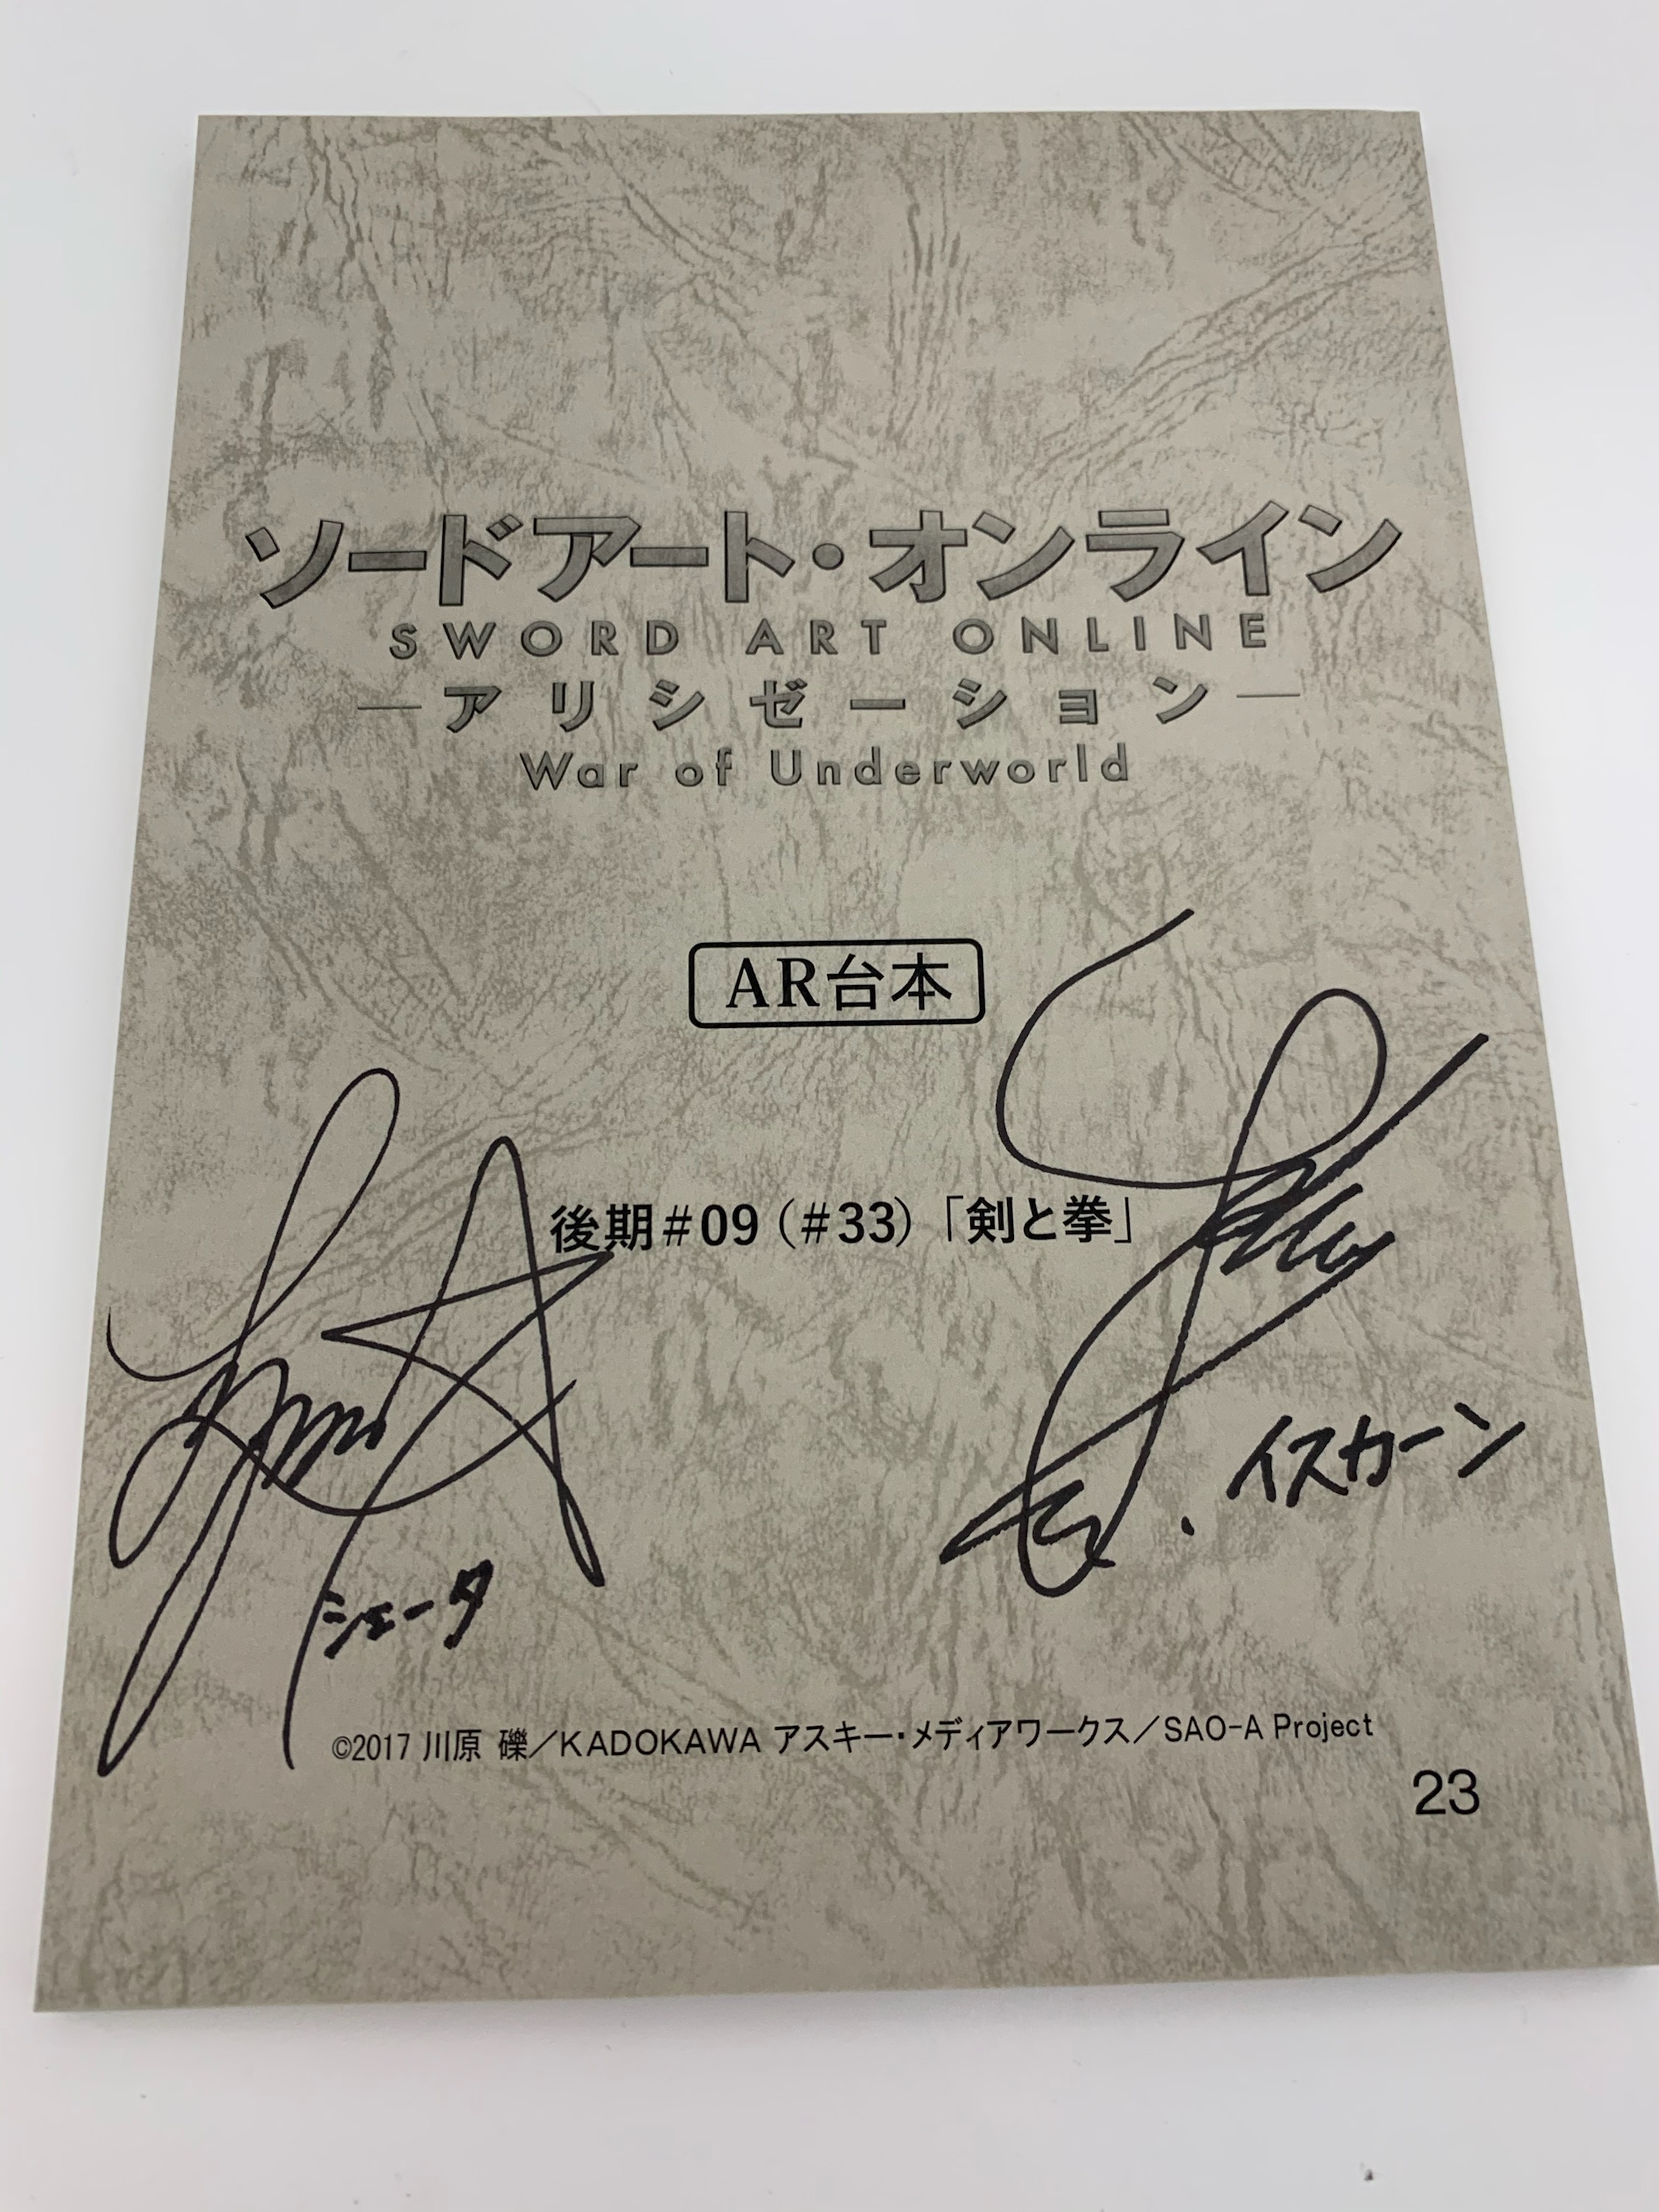 ソードアート・オンライン
SWORD ART ONLINE
―アリシゼーション―
War of Underworld
AR台本
後期#09（#33）「剣と拳」
イスカーン
シェータ
©2017 川原 礫／KADOKAWA アスキー・メディアワークス／SAO-A Project
23